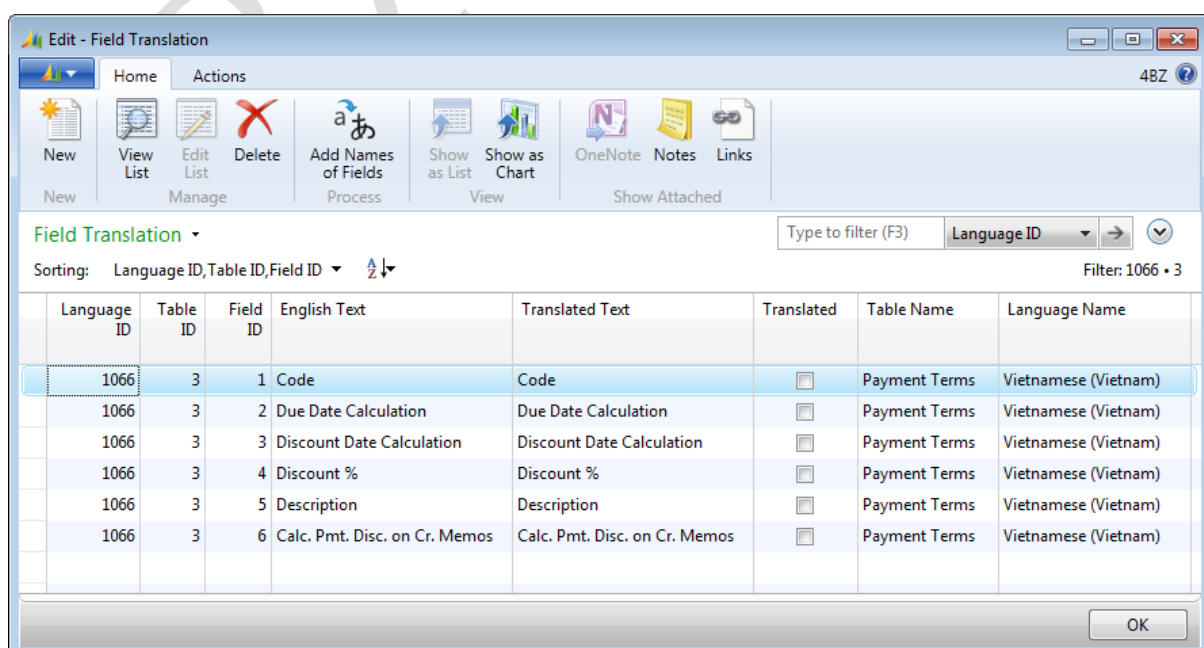 Edit - Field Translation
Home Actions 4BZ
New
View List
Edit List
Delete
Add Names of Fields
Show as List
Show as Chart
OneNote
Notes
Links
New Manage Process View Show Attached
Field Translation Type to filter (F3) Language ID
Sorting: Language ID,Table ID,Field ID Filter: 1066 • 3
Language ID Table ID Field ID English Text Translated Text Translated Table Name Language Name
1066 3 1 Code Code Payment Terms Vietnamese (Vietnam)
1066 3 2 Due Date Calculation Due Date Calculation Payment Terms Vietnamese (Vietnam)
1066 3 3 Discount Date Calculation Discount Date Calculation Payment Terms Vietnamese (Vietnam)
1066 3 4 Discount % Discount % Payment Terms Vietnamese (Vietnam)
1066 3 5 Description Description Payment Terms Vietnamese (Vietnam)
1066 3 6 Calc. Pmt. Disc. on Cr. Memos Calc. Pmt. Disc. on Cr. Memos Payment Terms Vietnamese (Vietnam)
OK